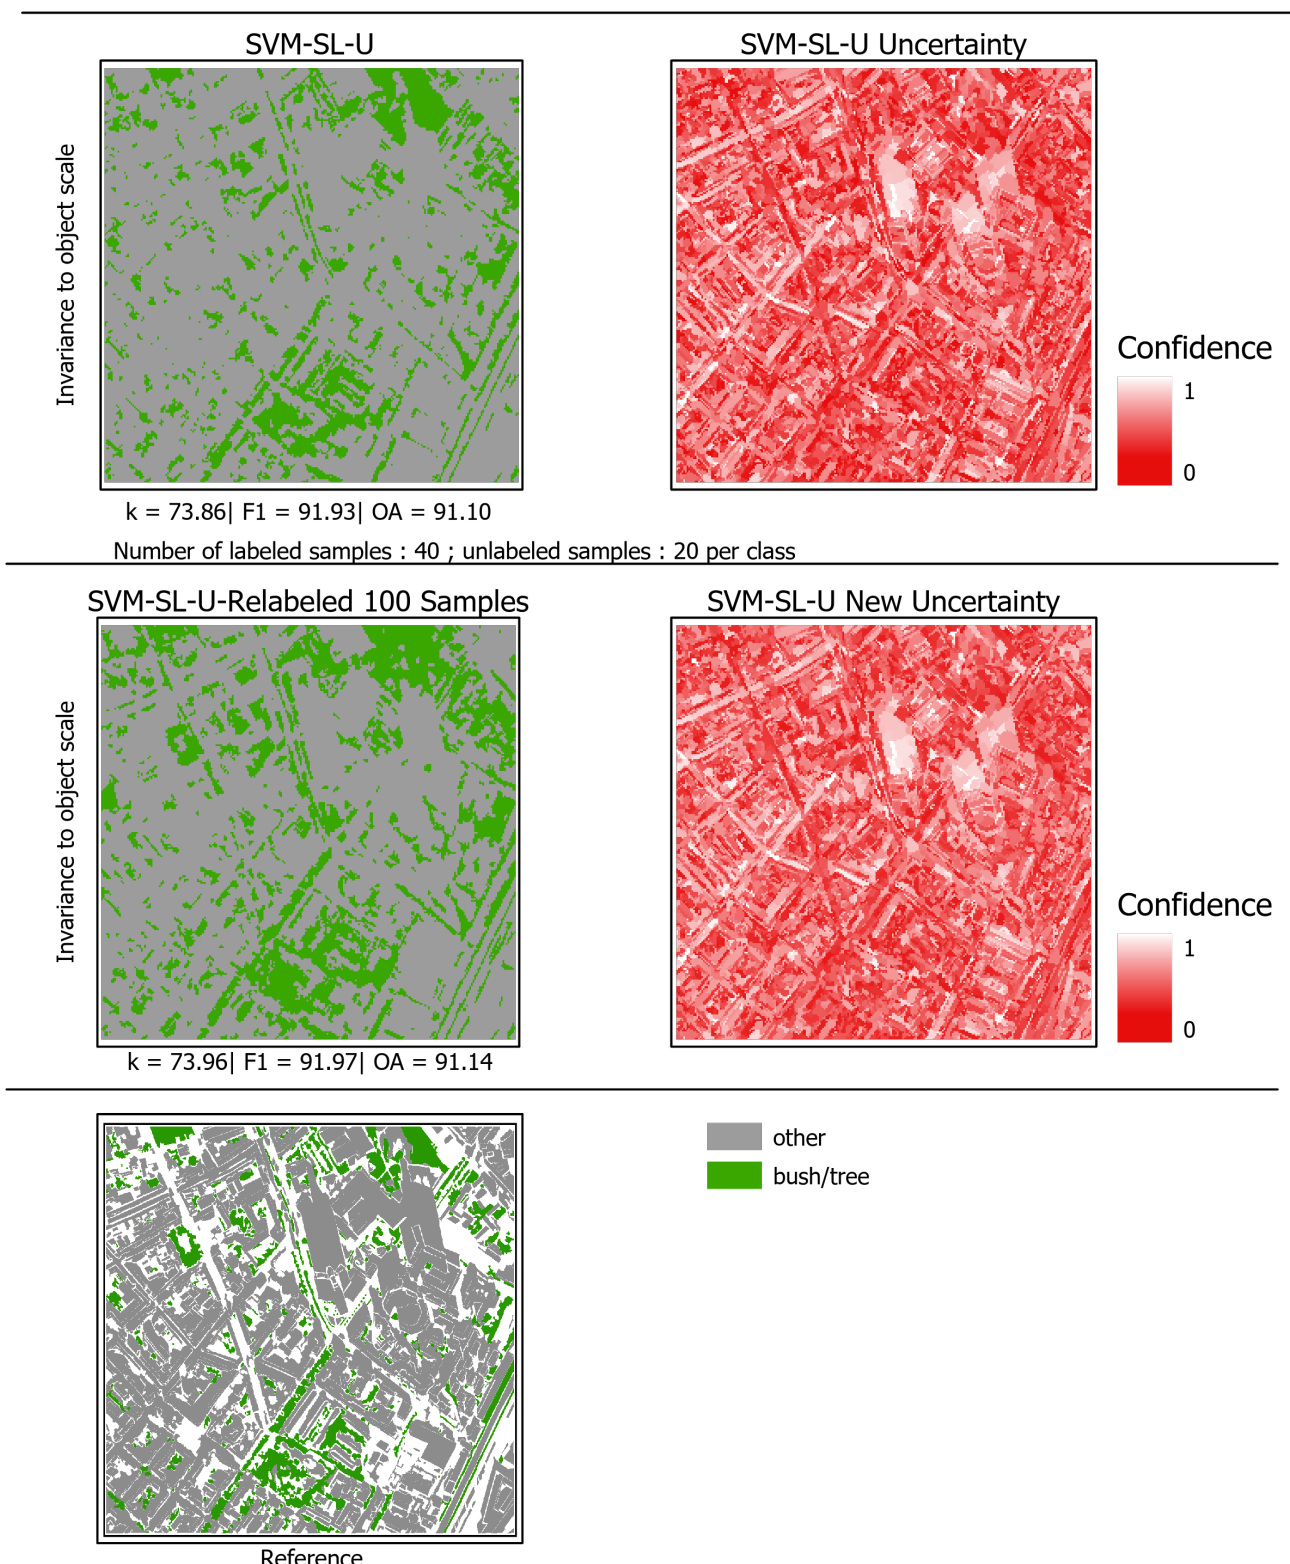 SVM-SL-U
SVM-SL-U Uncertainty
Invariance to object scale
Confidence
1
0
k = 73.86| F1 = 91.93| OA = 91.10
Number of labeled samples : 40 ; unlabeled samples : 20 per class
SVM-SL-U-Relabeled 100 Samples
SVM-SL-U New Uncertainty
Invariance to object scale
Confidence
1
0
k = 73.96| F1 = 91.97| OA = 91.14
other
bush/tree
Reference